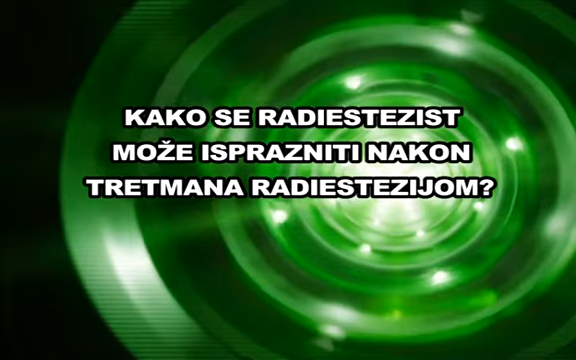 KAKO SE RADIESTEZIST
MOŽE ISPRAZNITI NAKON
TRETMANA RADIESTEZIJOM?